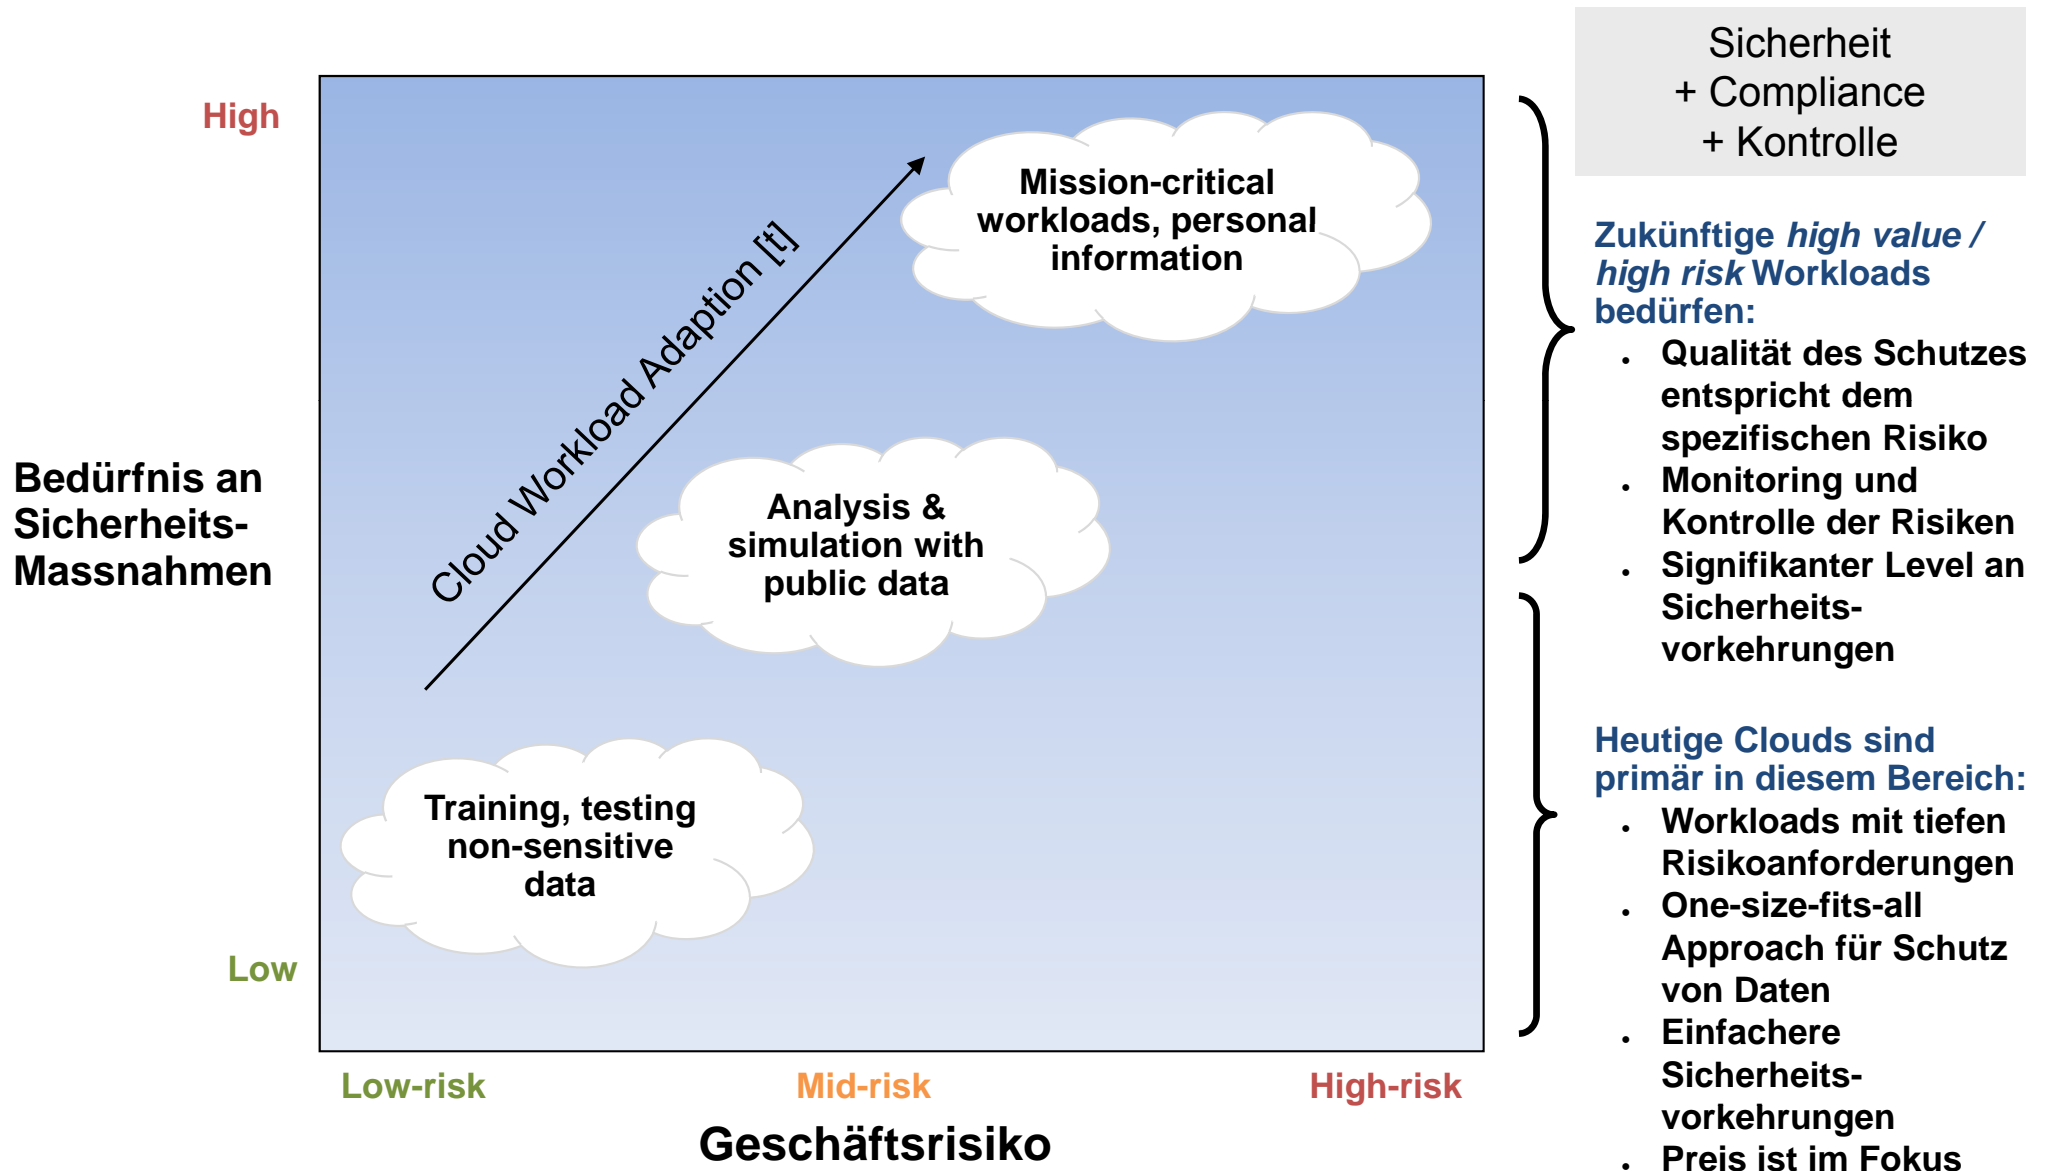 High
Bedürfnis an
Sicherheits-
Massnahmen
Low
Cloud Workload Adaption [t]
Mission-critical
workloads, personal
information
Analysis &
simulation with
public data
Training, testing
non-sensitive
data
Low-risk
Mid-risk
High-risk
Geschäftsrisiko
Sicherheit
+ Compliance
+ Kontrolle
Zukünftige high value /
high risk Workloads
bedürfen:
• Qualität des Schutzes
entspricht dem
spezifischen Risiko
• Monitoring und
Kontrolle der Risiken
• Signifikanter Level an
Sicherheits-
vorkehrungen
Heutige Clouds sind
primär in diesem Bereich:
• Workloads mit tiefen
Risikoanforderungen
• One-size-fits-all
Approach für Schutz
von Daten
• Einfachere
Sicherheits-
vorkehrungen
• Preis ist im Fokus